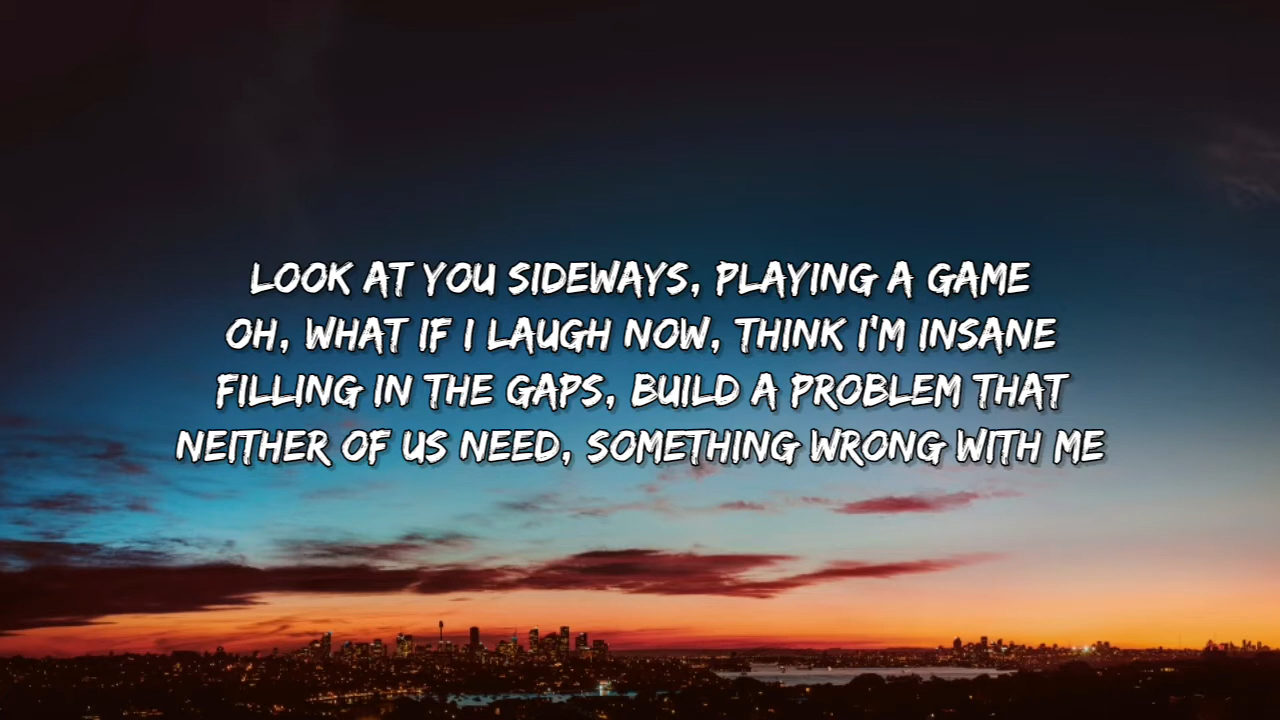 LOOK AT YOU SIDEWAYS, PLAYING A GAME
OH, WHAT IF I LAUGH NOW, THINK I'M INSANE
FILLING IN THE GAPS, BUILD A PROBLEM THAT
NEITHER OF US NEED, SOMETHING WRONG WITH ME